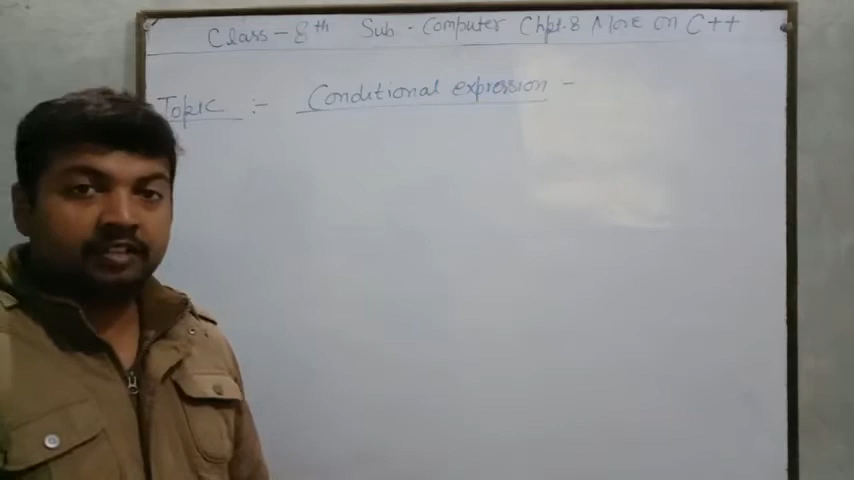 Class - 8th Sub - Computer Chpt.8 More on C++
Topic :- Conditional expression -